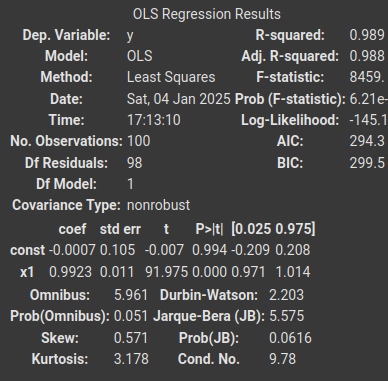 OLS Regression Results
Dep. Variable: y R-squared: 0.989
Model: OLS Adj. R-squared: 0.988
Method: Least Squares F-statistic: 8459.
Date: Sat, 04 Jan 2025 Prob (F-statistic): 6.21e-
Time: 17:13:10 Log-Likelihood: -145.1
No. Observations: 100 AIC: 294.3
Df Residuals: 98 BIC: 299.5
Df Model: 1
Covariance Type: nonrobust
coef std err t P>|t| [0.025 0.975]
const -0.0007 0.105 -0.007 0.994 -0.209 0.208
x1 0.9923 0.011 91.975 0.000 0.971 1.014
Omnibus: 5.961 Durbin-Watson: 2.203
Prob(Omnibus): 0.051 Jarque-Bera (JB): 5.575
Skew: 0.571 Prob(JB): 0.0616
Kurtosis: 3.178 Cond. No. 9.78